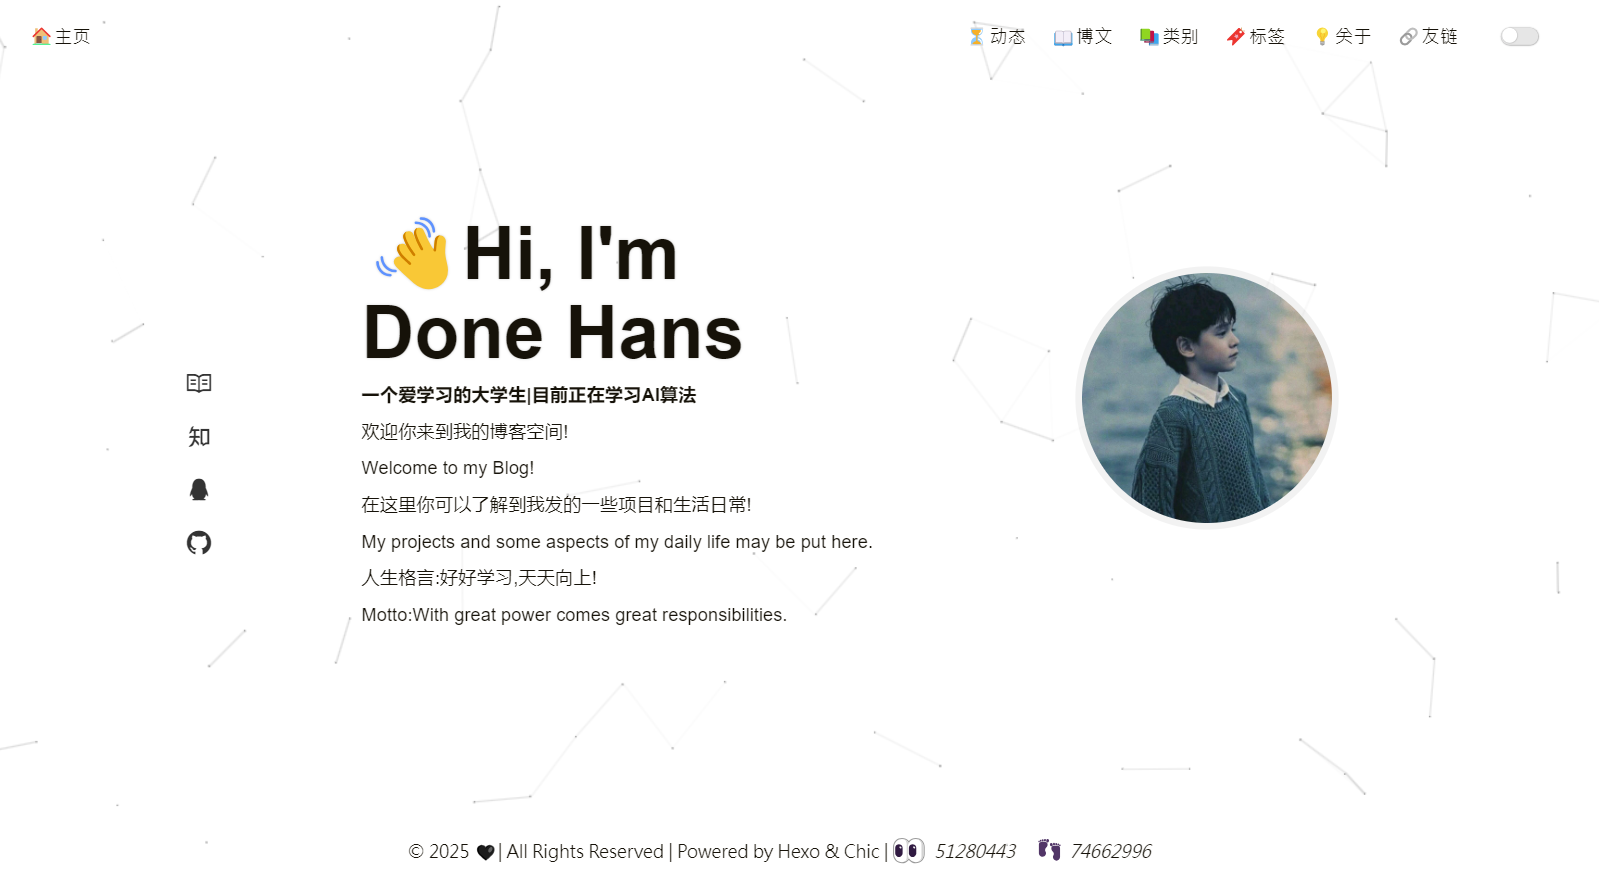 🏠主页
⏳动态 📖博文 📚类别 🔖标签 💡关于 🔗友链
👋Hi, I'm
Done Hans
一个爱学习的大学生|目前正在学习AI算法
欢迎你来到我的博客空间!
Welcome to my Blog!
知
在这里你可以了解到我发的一些项目和生活日常!
My projects and some aspects of my daily life may be put here.
人生格言:好好学习,天天向上!
Motto:With great power comes great responsibilities.
© 2025 🖤| All Rights Reserved | Powered by Hexo & Chic | 👀 51280443 👣 74662996